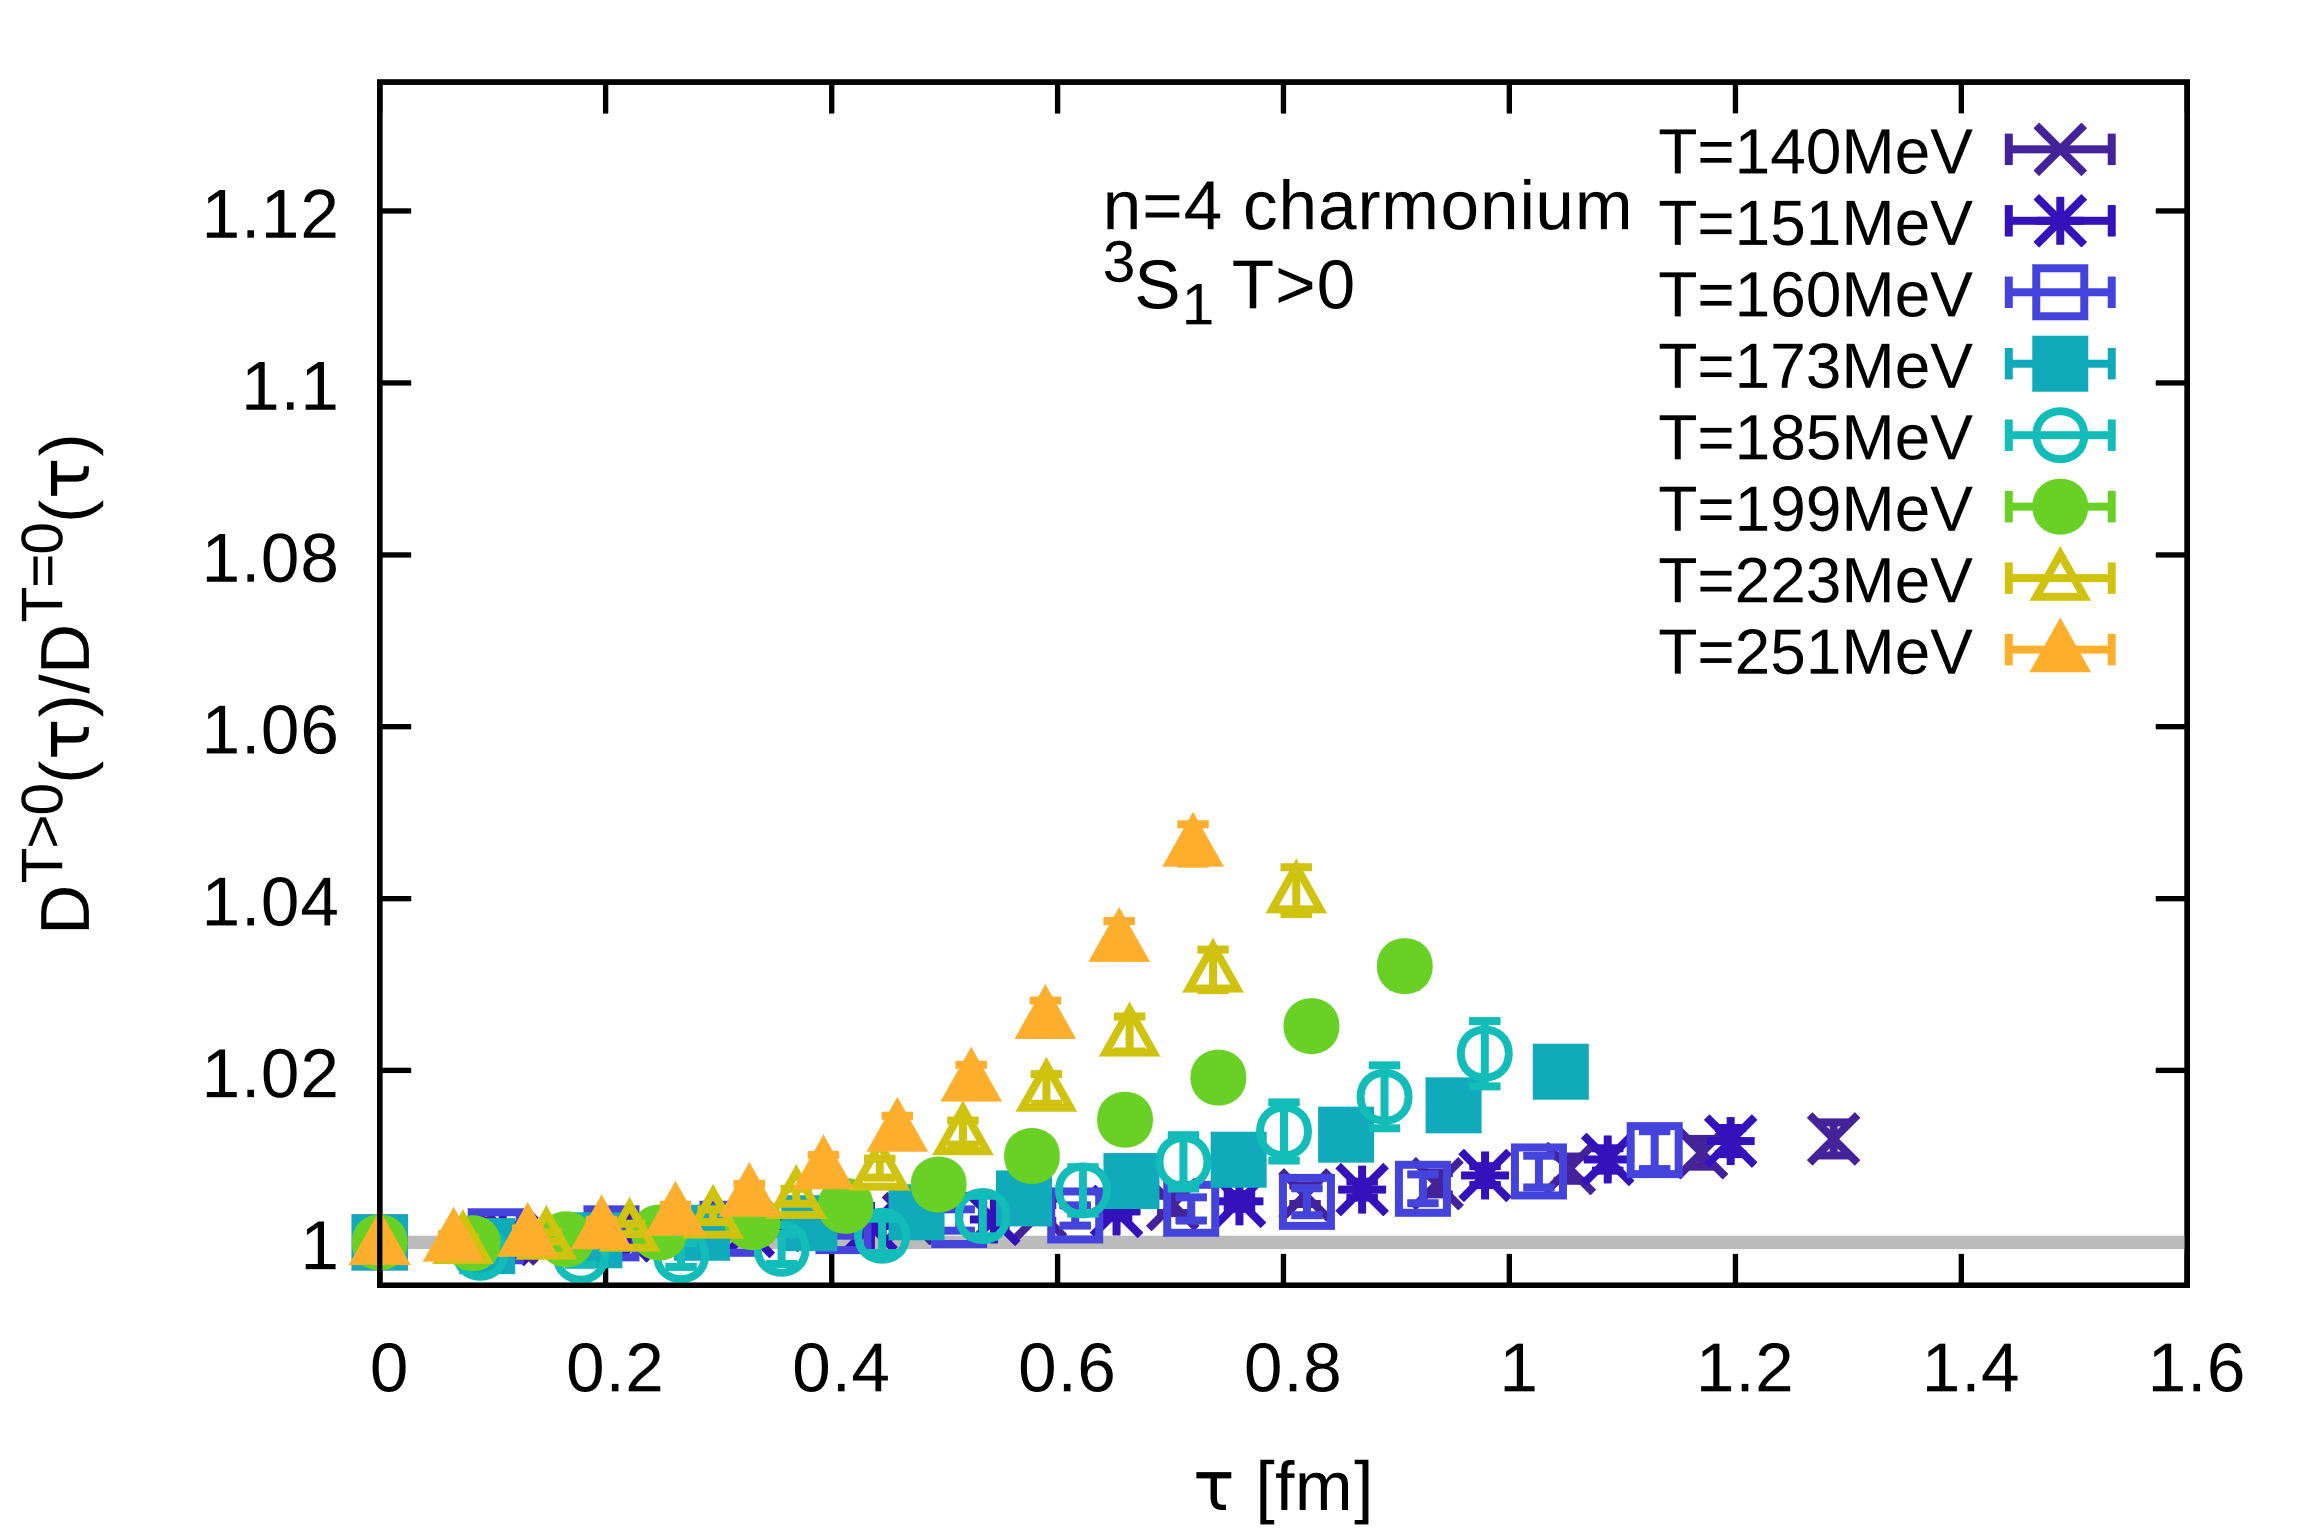 n=4 charmonium
³S₁ T>0
T=140MeV
T=151MeV
T=160MeV
T=173MeV
T=185MeV
T=199MeV
T=223MeV
T=251MeV
1.12
1.1
1.08
1.06
1.04
1.02
1
D^T>0(τ)/D^T=0(τ)
0 0.2 0.4 0.6 0.8 1 1.2 1.4 1.6
τ [fm]